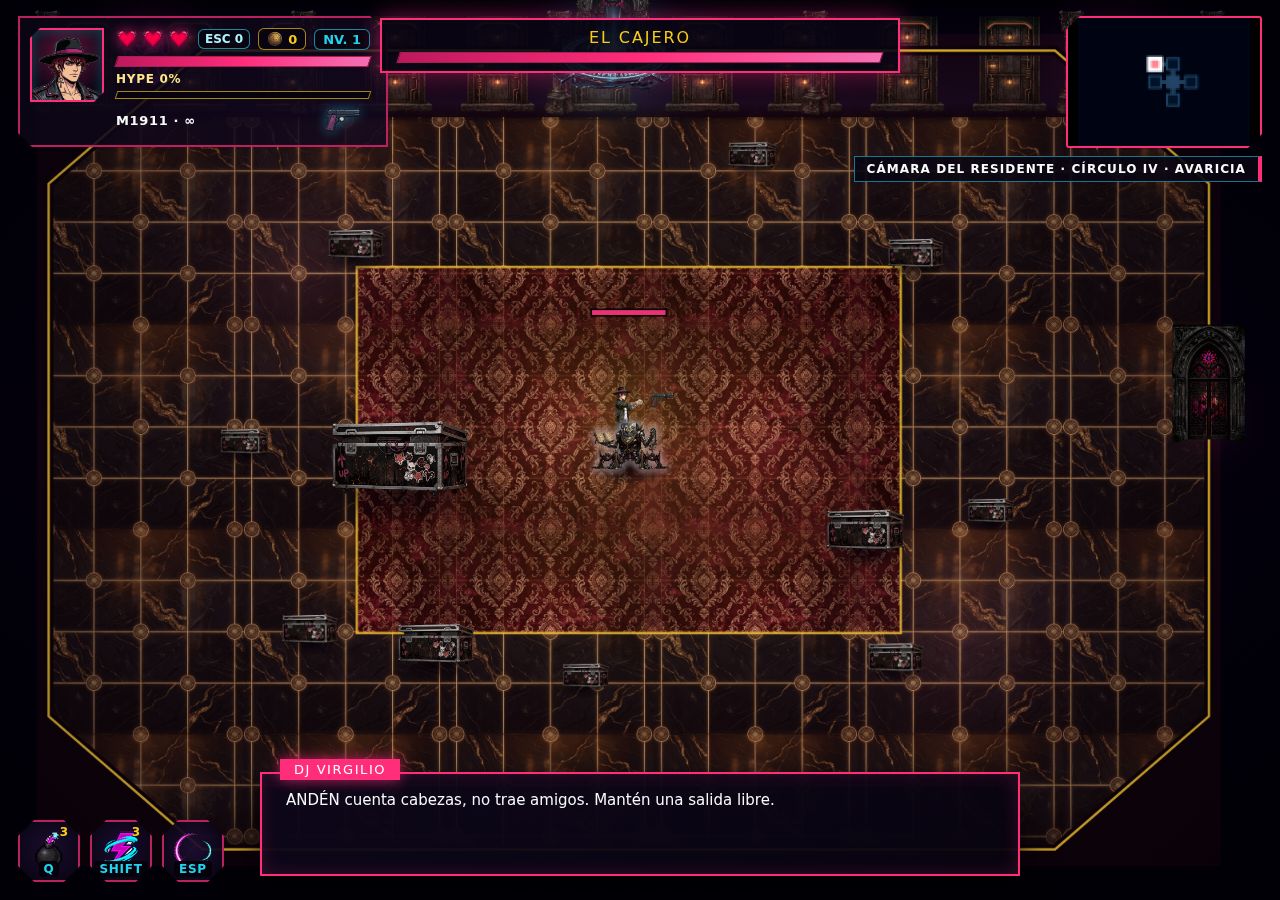 EL CAJERO
ESC 0
0
NV. 1
HYPE 0%
M1911 · ∞
CÁMARA DEL RESIDENTE · CÍRCULO IV · AVARICIA
DJ VIRGILIO
ANDÉN cuenta cabezas, no trae amigos. Mantén una salida libre.
3
Q
3
SHIFT
ESP